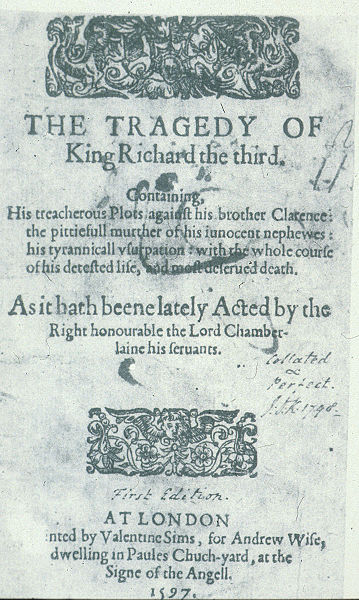 THE TRAGEDY OF
King Richard the third.
Containing,
His treacherous Plots against his brother Clarence:
the pittiefull murther of his iunocent nephewes:
his tyrannicall vsurpation: with the whole course
of his detested life, and most deserued death.
As it hath beene lately Acted by the
Right honourable the Lord Chamber-
laine his seruants.
Collated
&
Perfect.
J.P.K. 1798
First Edition.
AT LONDON
nted by Valentine Sims, for Andrew Wise,
dwelling in Paules Chuch-yard, at the
Signe of the Angell.
1597.